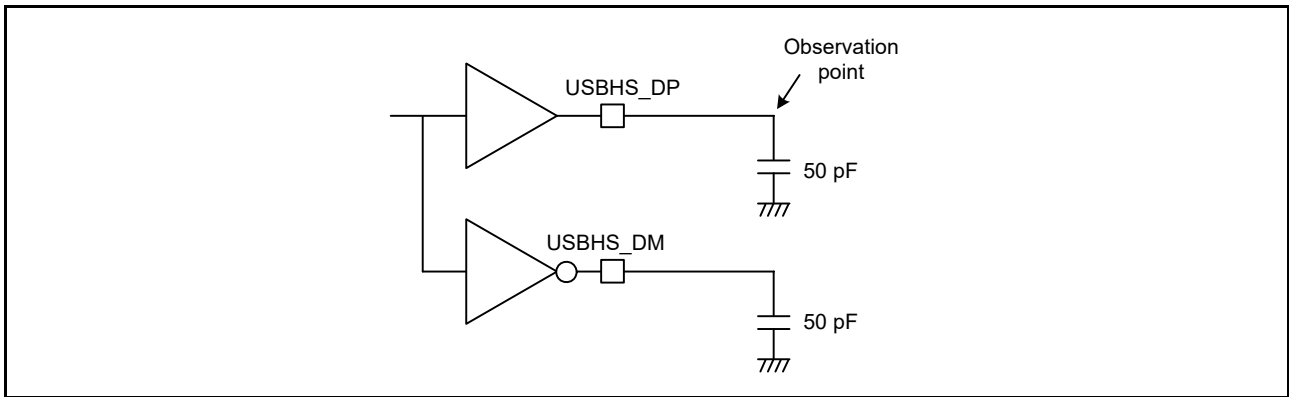 Observation
point
USBHS_DP
50 pF
USBHS_DM
50 pF